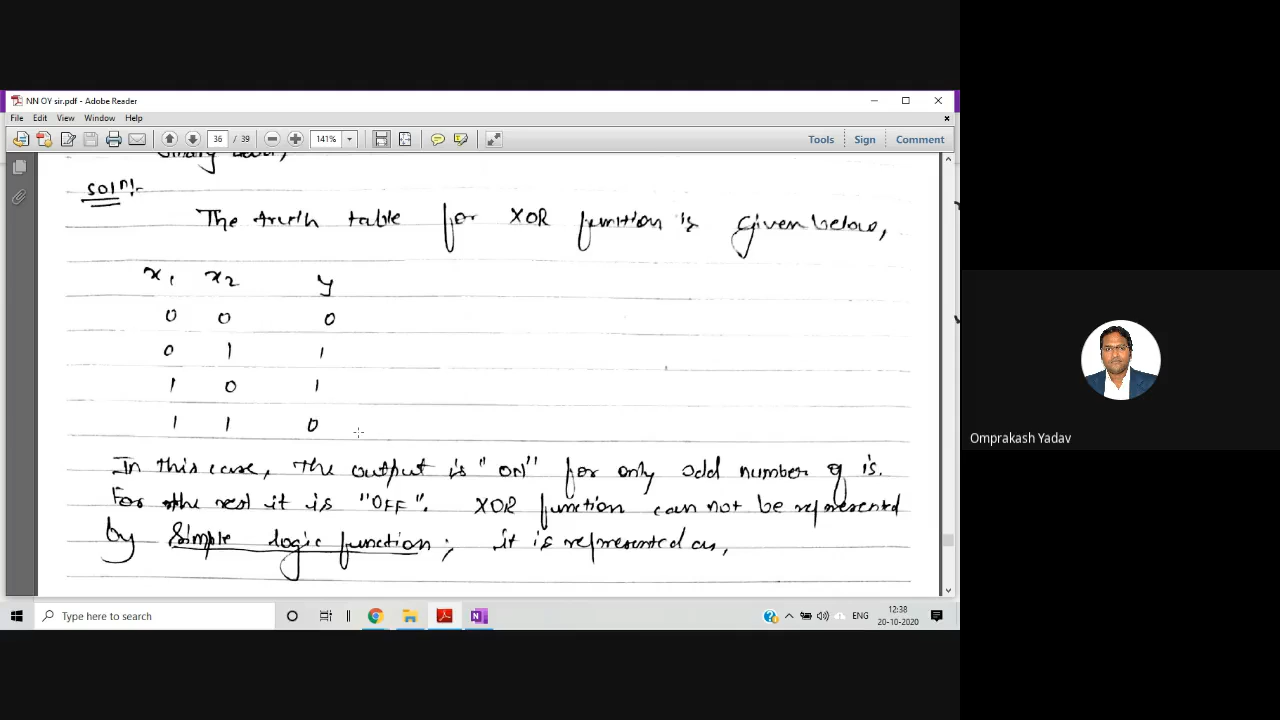 NN OY sir.pdf - Adobe Reader
File Edit View Window Help
36 / 39 141% Tools Sign Comment
Soln:-
The truth table for XOR function is given below,
x1 x2 y
0 0 0
0 1 1
1 0 1
1 1 0
In this case, the output is "ON" for only odd number of 1s.
For the rest it is "OFF". XOR function can not be represented
by simple logic function; it is represented as,
Omprakash Yadav
Type here to search
ENG
12:38
20-10-2020